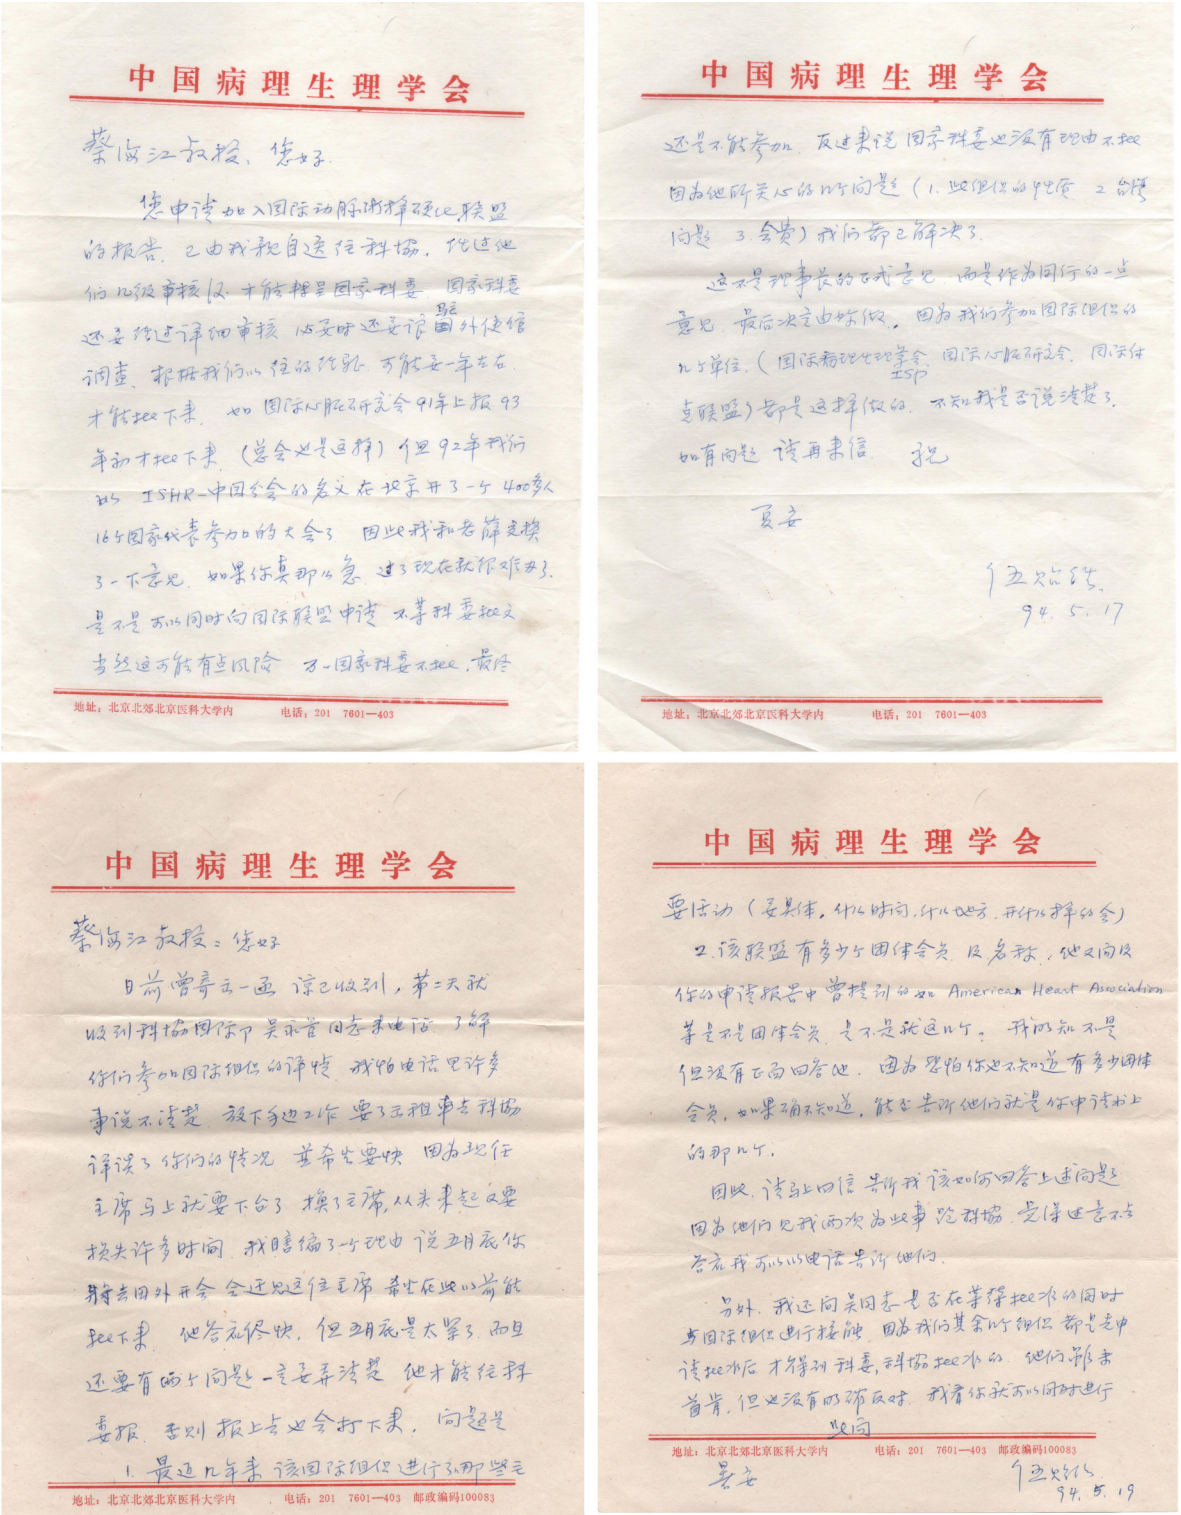 中国病理生理学会
蔡海江教授：您好
您申请加入国际动脉粥样硬化联盟
的报告，已由我亲自送往科协，经过他
们几级审核后才能转呈国家科委，国家科委
还要经过详细审核，必要时还要请驻国外使馆
调查，根据我们以往的经验，可能要一年左右
才能批下来，如国际心脏研究会91年上报93
年初才批下来，（总会也是这样）但92年我们
以ISHR-中国分会的名义在北京开了一个400多人
16个国家代表参加的大会了，因此我和老薛交换
了一下意见，如果你真那么急，过了现在就很难办了，
是不是可以同时向国际联盟申请，不等科委批文
当然这可能有点风险，万一国家科委不批，最终
地址：北京北郊北京医科大学内 电话：201 7601—403
中国病理生理学会
还是不能参加，反过来说国家科委也没有理由不批
因为他所关心的几个问题（1.此组织的性质 2.台湾
问题 3.会费）我们都已解决了
这不是理事长的正式意见，而是作为同行的一点
意见，最后决定由你做。因为我们参加国际组织的
几个单位，（国际病理生理学会ISP，国际心脏研究会，国际休
克联盟）都是这样做的，不知我是否说清楚了，
如有问题请再来信 祝
夏安
伍贻经
94.5.17
地址：北京北郊北京医科大学内 电话：201 7601—403
中国病理生理学会
蔡海江教授：您好
日前曾寄上一函 谅已收到，第二天就
收到科协国际部吴永管同志来电话 了解
你们参加国际组织的详情，我怕电话里许多
事说不清楚 放下手边工作 要了出租车去科协
详谈了你们的情况 并希望要快 因为现任
主席马上就要下台了 换了主席，从头来起又要
损失许多时间，我瞎编了一个理由 说五月底你
将去国外开会 会还见这位主席 希望在此以前能
批下来 他答应尽快，但五月底是太早了，而且
还要有两个问题一定要弄清楚 他才能往科
委报，否则报上去也会打下来，问题是
1.最近几年来该国际组织进行了那些主
地址：北京北郊北京医科大学内 电话：201 7601—403 邮政编码100083
中国病理生理学会
要活动（要具体，什么时间，什么地方，开什么样的会）
2.该联盟有多少个团体会员 及名称，他又问及
你的申请报告中曾提到的如American Heart Association
等是不是团体会员，是不是就这几个。我明知不是
但没有正面回答他，因为恐怕你也不知道有多少团体
会员，如果确不知道，能否告诉他们就是你申请书上
的那几个，
因此，请马上回信 告诉我该如何回答上述问题
因为他们见我两次为此事跑科协，觉得过意不去
答应我可以以电话告诉他们，
另外，我还问吴同志是否在等得批准的同时
与国际组织进行接触 因为我们其余几个组织都是先申
请批准后才得到科委，科协批准的，他们虽未
首肯，但也没有明确反对，我看你就可以同时进行
此问
暑安
地址：北京北郊北京医科大学内 电话：201 7601—403 邮政编码100083
伍贻经
94.5.19